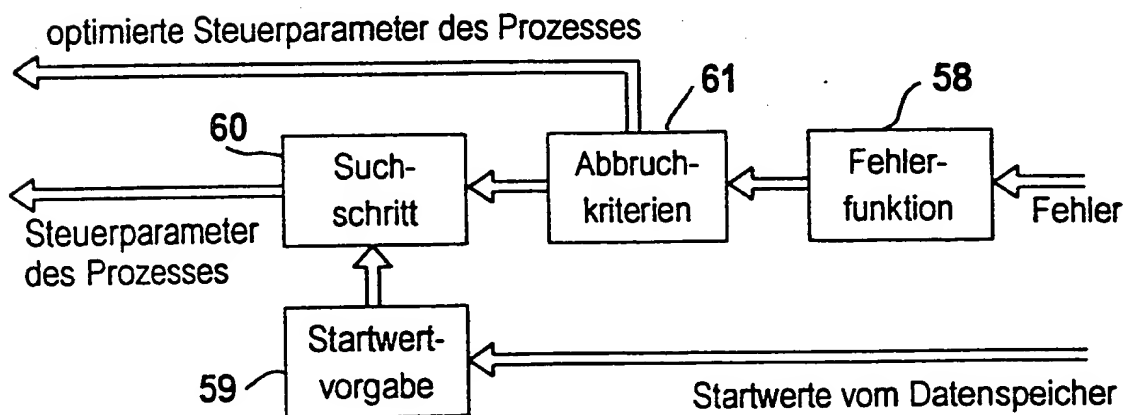 optimierte Steuerparameter des Prozesses
61
58
60
Such-
schritt
Abbruch-
kriterien
Fehler-
funktion
Fehler
Steuerparameter
des Prozesses
59
Startwert-
vorgabe
Startwerte vom Datenspeicher